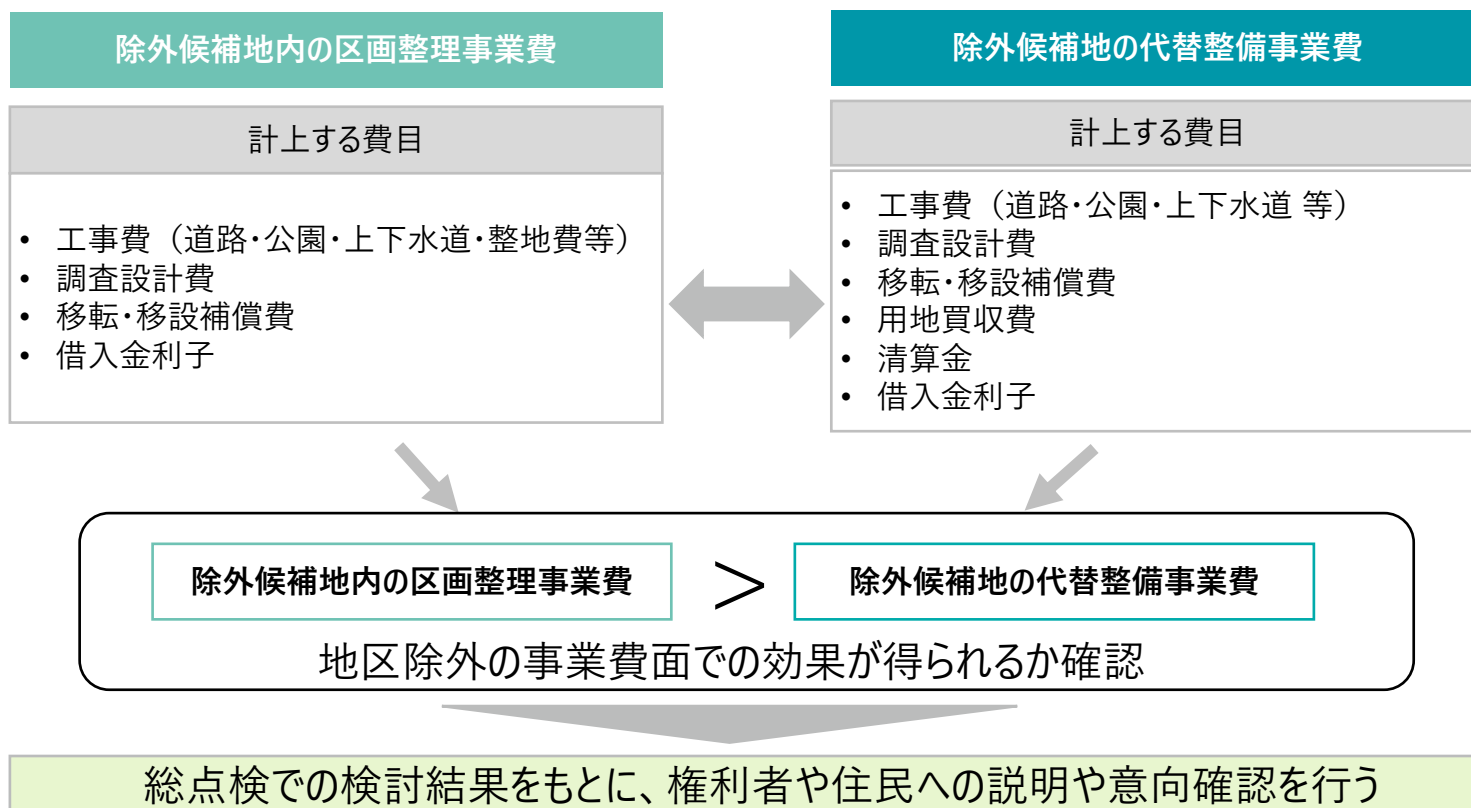 除外候補地内の区画整理事業費
計上する費目
• 工事費（道路・公園・上下水道・整地費等）
• 調査設計費
• 移転・移設補償費
• 借入金利子
除外候補地の代替整備事業費
計上する費目
• 工事費（道路・公園・上下水道 等）
• 調査設計費
• 移転・移設補償費
• 用地買収費
• 清算金
• 借入金利子
除外候補地内の区画整理事業費 ＞ 除外候補地の代替整備事業費
地区除外の事業費面での効果が得られるか確認
総点検での検討結果をもとに、権利者や住民への説明や意向確認を行う